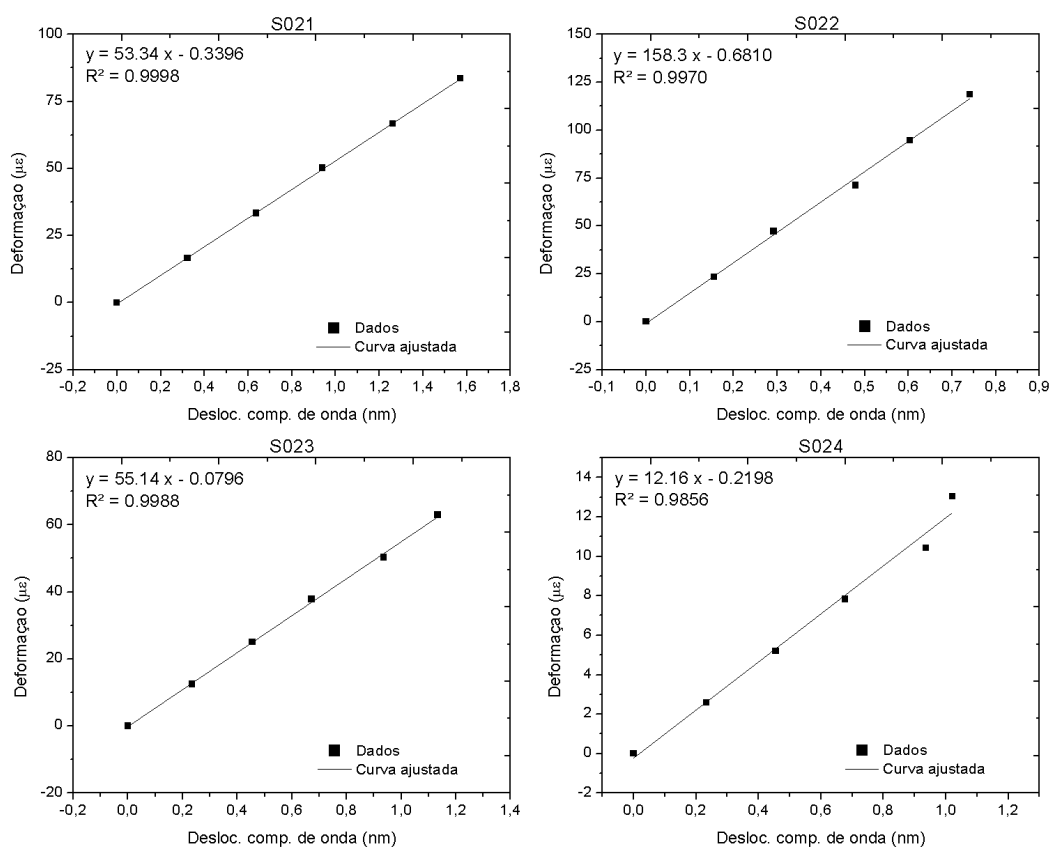 S021
y = 53.34 x - 0.3396
R² = 0.9998
100
75
50
25
0
-25
Deformaçao (με)
Dados
Curva ajustada
-0,2 0,0 0,2 0,4 0,6 0,8 1,0 1,2 1,4 1,6 1,8
Desloc. comp. de onda (nm)
S022
y = 158.3 x - 0.6810
R² = 0.9970
150
125
100
75
50
25
0
-25
Deformaçao (με)
Dados
Curva ajustada
-0,1 0,0 0,1 0,2 0,3 0,4 0,5 0,6 0,7 0,8 0,9
Desloc. comp. de onda (nm)
S023
y = 55.14 x - 0.0796
R² = 0.9988
80
60
40
20
0
-20
Deformaçao (με)
Dados
Curva ajustada
-0,2 0,0 0,2 0,4 0,6 0,8 1,0 1,2 1,4
Desloc. comp. de onda (nm)
S024
y = 12.16 x - 0.2198
R² = 0.9856
14
12
10
8
6
4
2
0
-2
Deformaçao (με)
Dados
Curva ajustada
0,0 0,2 0,4 0,6 0,8 1,0 1,2
Desloc. comp. de onda (nm)